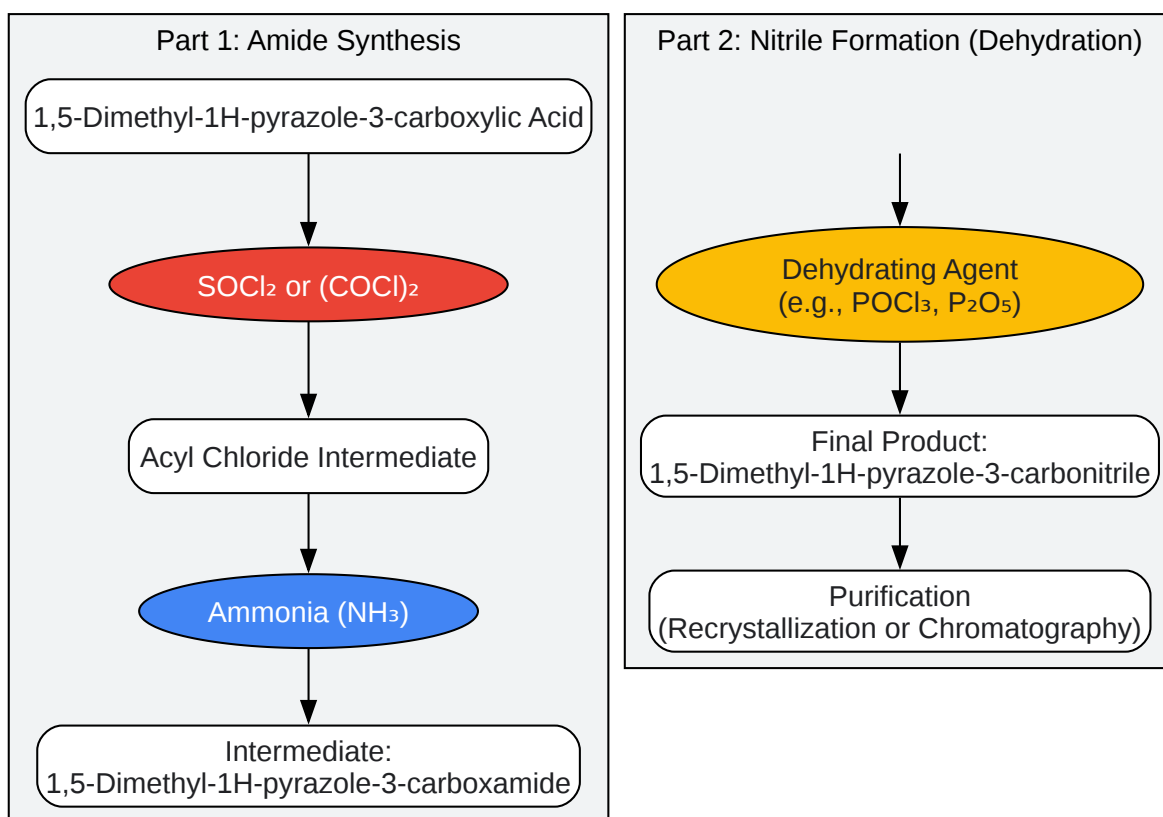 Part 1: Amide Synthesis
1,5-Dimethyl-1H-pyrazole-3-carboxylic Acid
SOCl₂ or (COCl)₂
Acyl Chloride Intermediate
Ammonia (NH₃)
Intermediate:
1,5-Dimethyl-1H-pyrazole-3-carboxamide
Part 2: Nitrile Formation (Dehydration)
Dehydrating Agent
(e.g., POCl₃, P₂O₅)
Final Product:
1,5-Dimethyl-1H-pyrazole-3-carbonitrile
Purification
(Recrystallization or Chromatography)